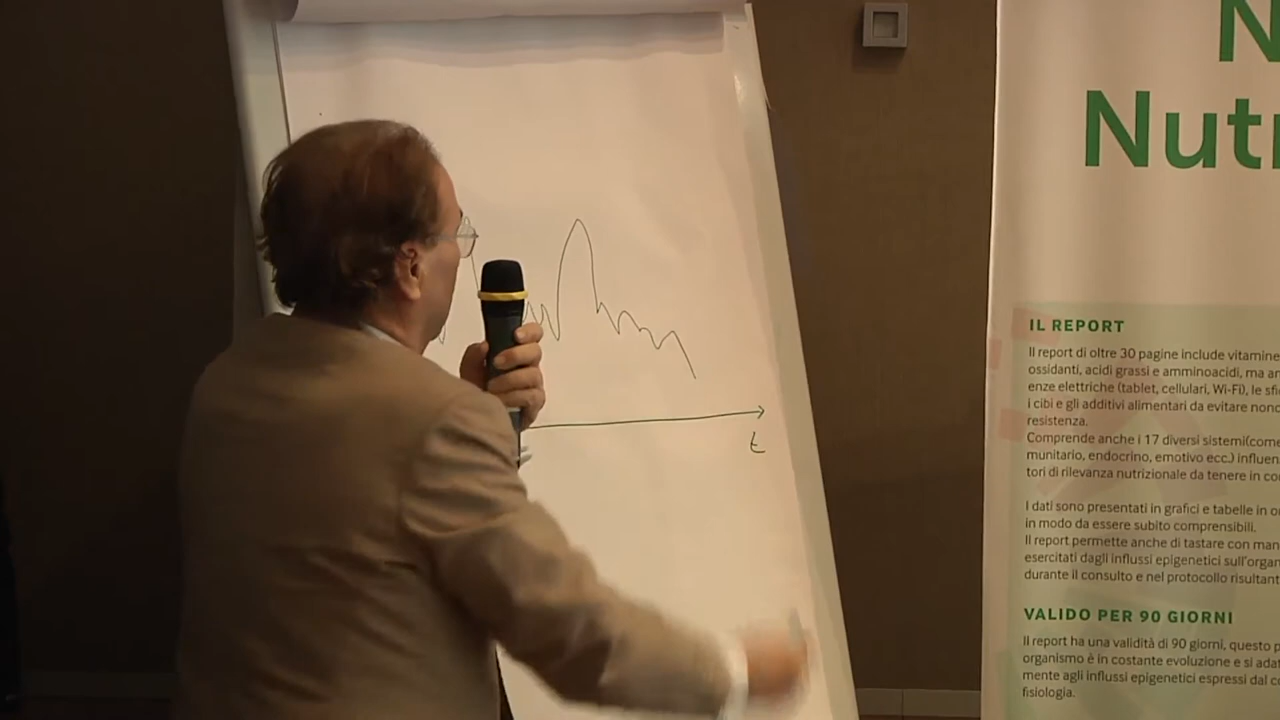 t
Nutr
IL REPORT
Il report di oltre 30 pagine include vitamine
ossidanti, acidi grassi e amminoacidi, ma an
enze elettriche (tablet, cellulari, Wi-Fi), le sfi
i cibi e gli additivi alimentari da evitare nonc
resistenza.
Comprende anche i 17 diversi sistemi(come
munitario, endocrino, emotivo ecc.) influen
tori di rilevanza nutrizionale da tenere in co
I dati sono presentati in grafici e tabelle in o
in modo da essere subito comprensibili.
Il report permette anche di tastare con man
esercitati dagli influssi epigenetici sull'organ
durante il consulto e nel protocollo risultant
VALIDO PER 90 GIORNI
Il report ha una validità di 90 giorni, questo p
organismo è in costante evoluzione e si adat
mente agli influssi epigenetici espressi dal co
fisiologia.